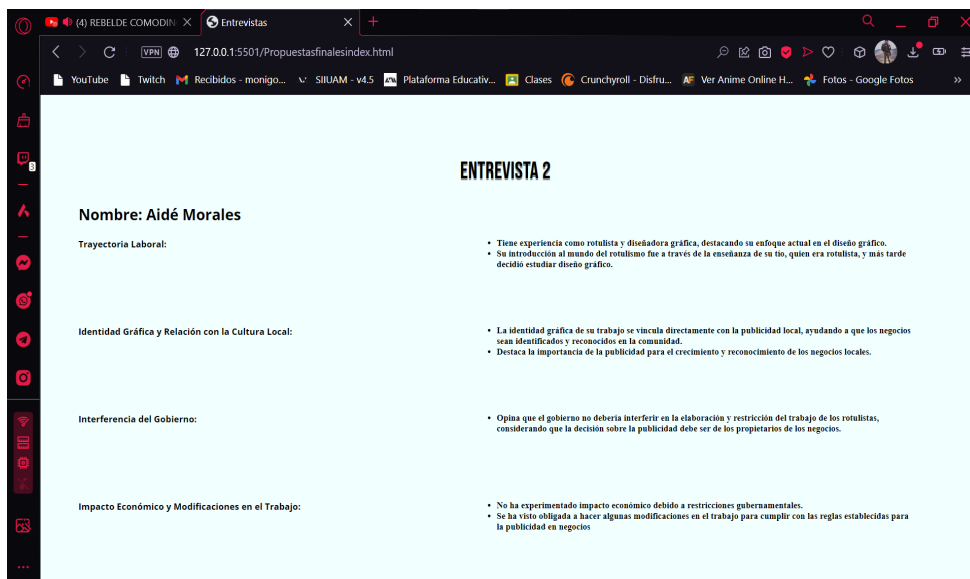 (4) REBELDE COMODIN
Entrevistas
VPN
127.0.0.1:5501/Propuestasfinalesindex.html
YouTube
Twitch
Recibidos - monigo...
SIIUAM - v4.5
Plataforma Educativ...
Clases
Crunchyroll - Disfru...
AF
Ver Anime Online H...
Fotos - Google Fotos
»
3
ENTREVISTA 2
Nombre: Aidé Morales
Trayectoria Laboral:
• Tiene experiencia como rotulista y diseñadora gráfica, destacando su enfoque actual en el diseño gráfico.
• Su introducción al mundo del rotulismo fue a través de la enseñanza de su tío, quien era rotulista, y más tarde
decidió estudiar diseño gráfico.
Identidad Gráfica y Relación con la Cultura Local:
• La identidad gráfica de su trabajo se vincula directamente con la publicidad local, ayudando a que los negocios
sean identificados y reconocidos en la comunidad.
• Destaca la importancia de la publicidad para el crecimiento y reconocimiento de los negocios locales.
Interferencia del Gobierno:
• Opina que el gobierno no debería interferir en la elaboración y restricción del trabajo de los rotulistas,
considerando que la decisión sobre la publicidad debe ser de los propietarios de los negocios.
Impacto Económico y Modificaciones en el Trabajo:
• No ha experimentado impacto económico debido a restricciones gubernamentales.
• Se ha visto obligada a hacer algunas modificaciones en el trabajo para cumplir con las reglas establecidas para
la publicidad en negocios